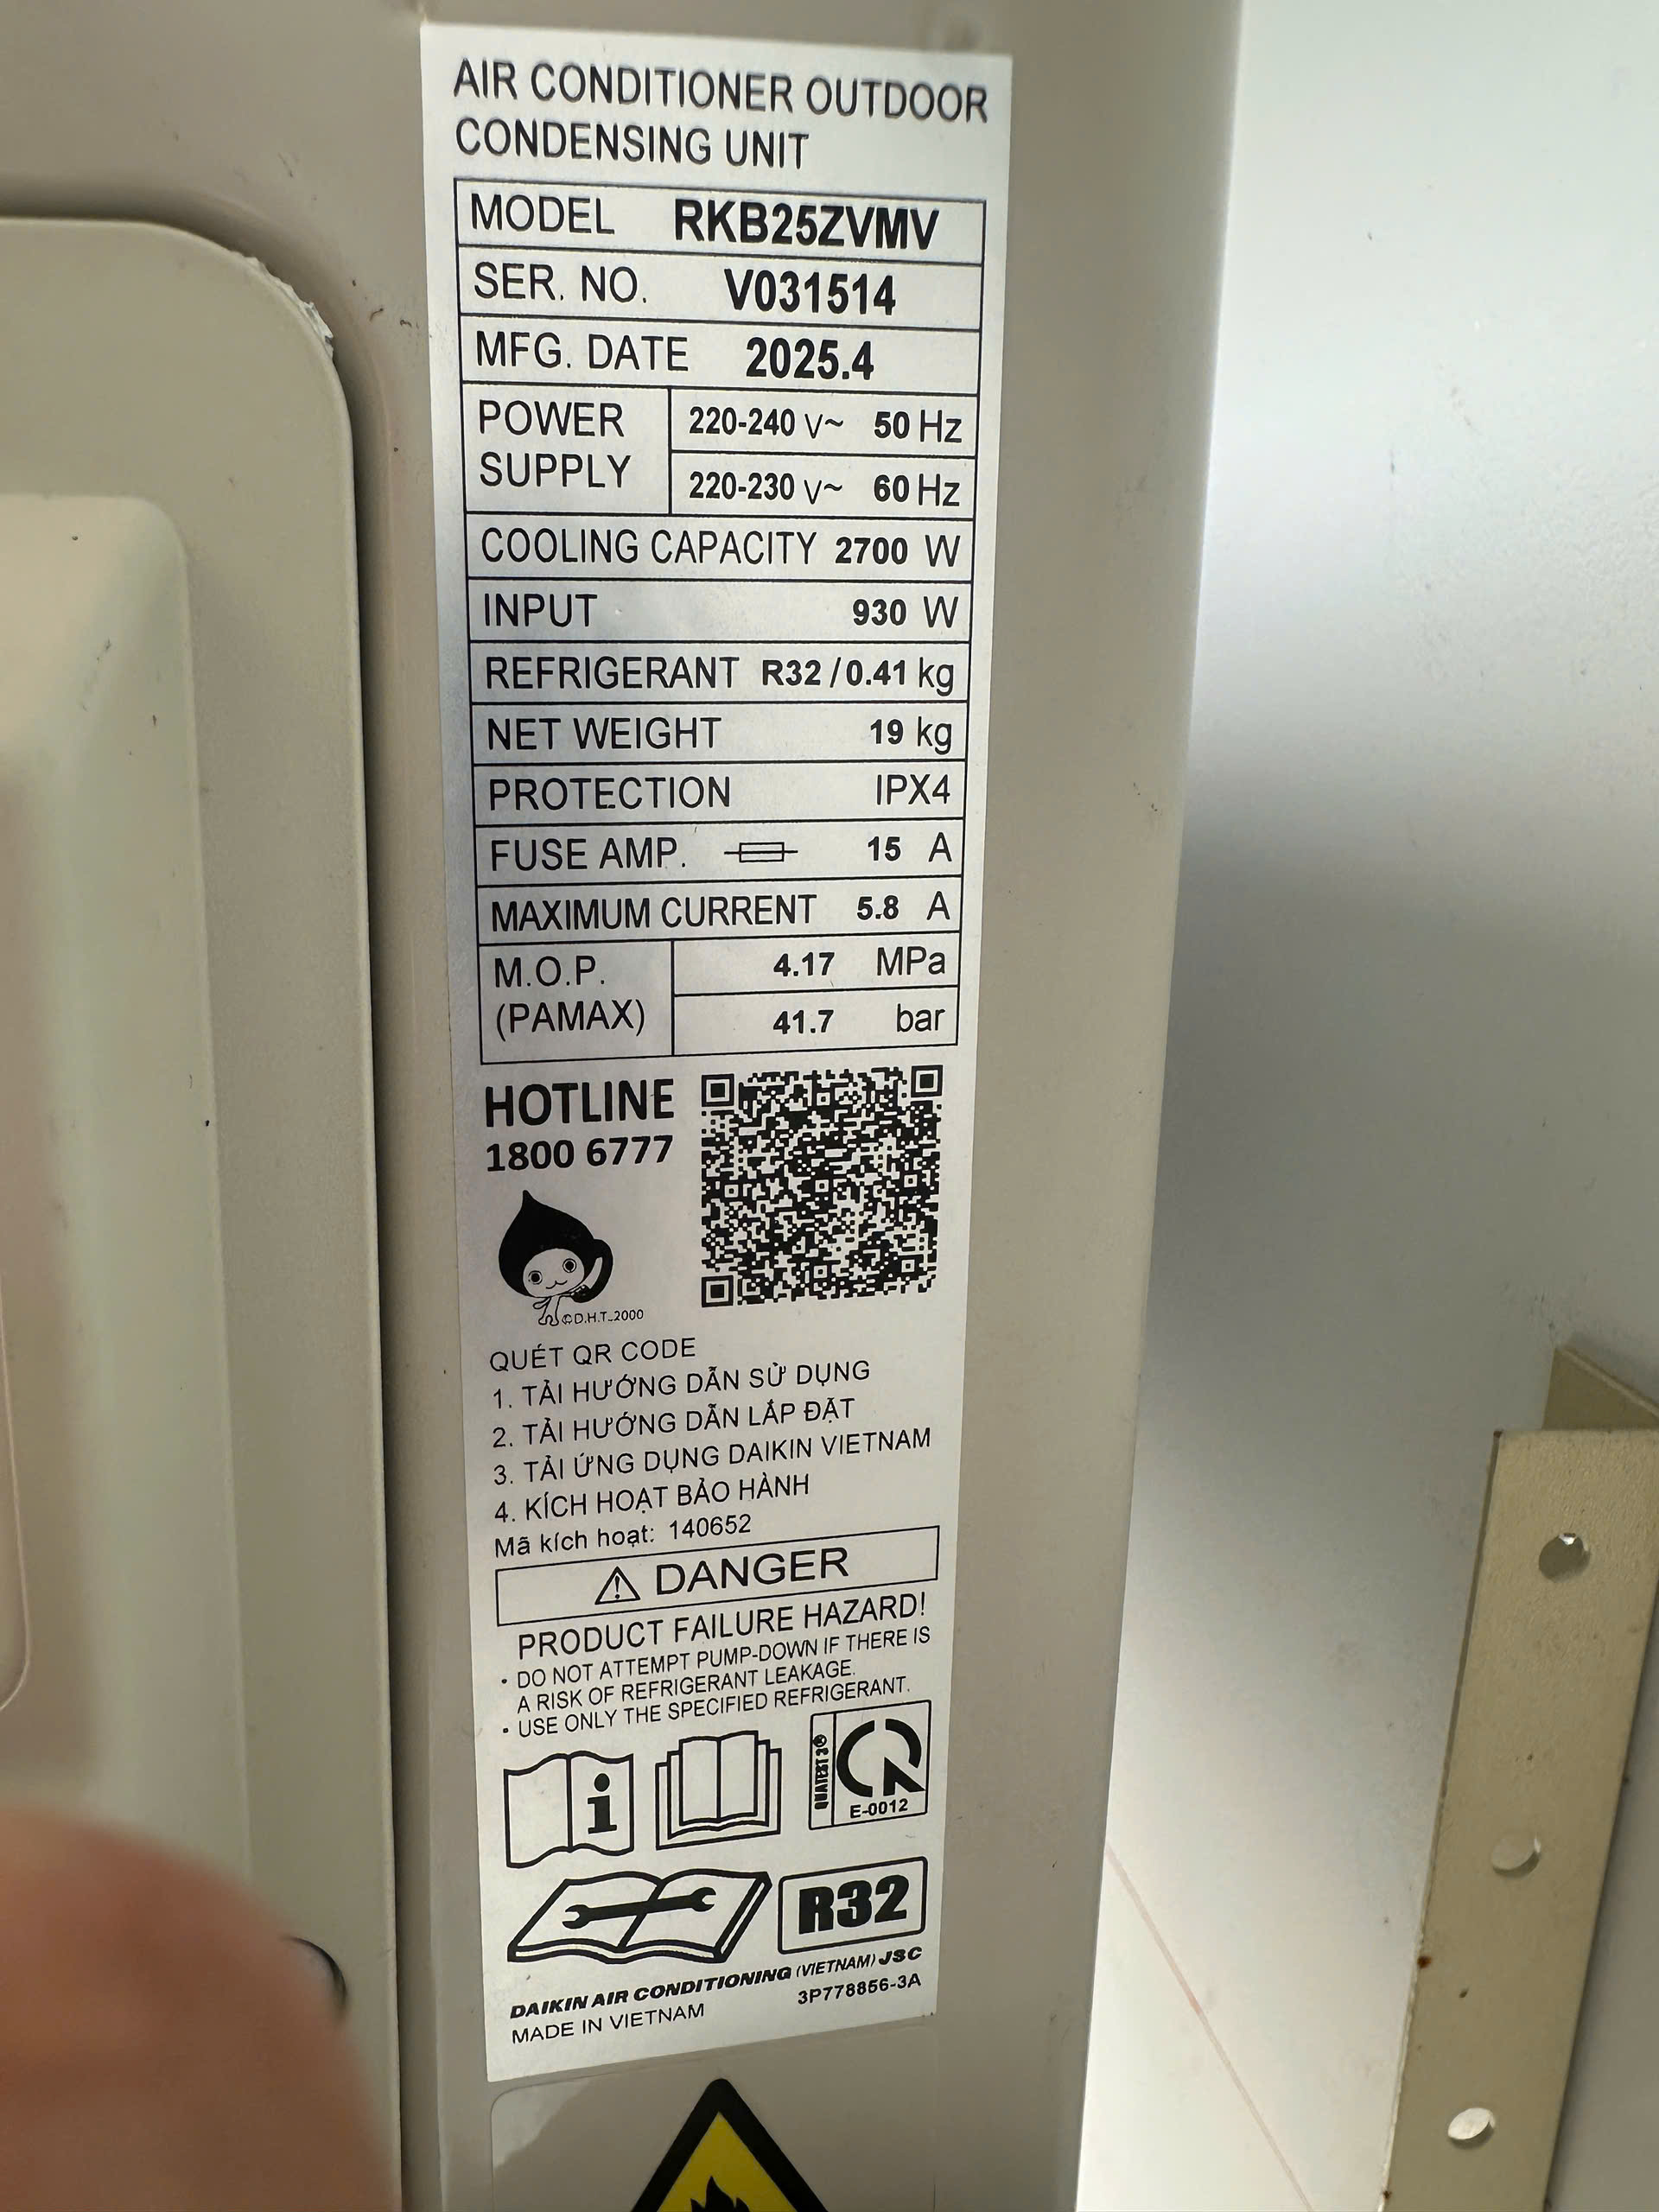 AIR CONDITIONER OUTDOOR
CONDENSING UNIT
MODEL RKB25ZVMV
SER. NO. V031514
MFG. DATE 2025.4
POWER SUPPLY 220-240 V~ 50 Hz
220-230 V~ 60 Hz
COOLING CAPACITY 2700 W
INPUT 930 W
REFRIGERANT R32 / 0.41 kg
NET WEIGHT 19 kg
PROTECTION IPX4
FUSE AMP. 15 A
MAXIMUM CURRENT 5.8 A
M.O.P. (PAMAX) 4.17 MPa
41.7 bar
HOTLINE
1800 6777
©D.H.T_2000
QUÉT QR CODE
1. TẢI HƯỚNG DẪN SỬ DỤNG
2. TẢI HƯỚNG DẪN LẮP ĐẶT
3. TẢI ỨNG DỤNG DAIKIN VIETNAM
4. KÍCH HOẠT BẢO HÀNH
Mã kích hoạt: 140652
DANGER
PRODUCT FAILURE HAZARD!
• DO NOT ATTEMPT PUMP-DOWN IF THERE IS
A RISK OF REFRIGERANT LEAKAGE.
• USE ONLY THE SPECIFIED REFRIGERANT.
QUATEST 3®
E-0012
R32
DAIKIN AIR CONDITIONING (VIETNAM) JSC
MADE IN VIETNAM 3P778856-3A